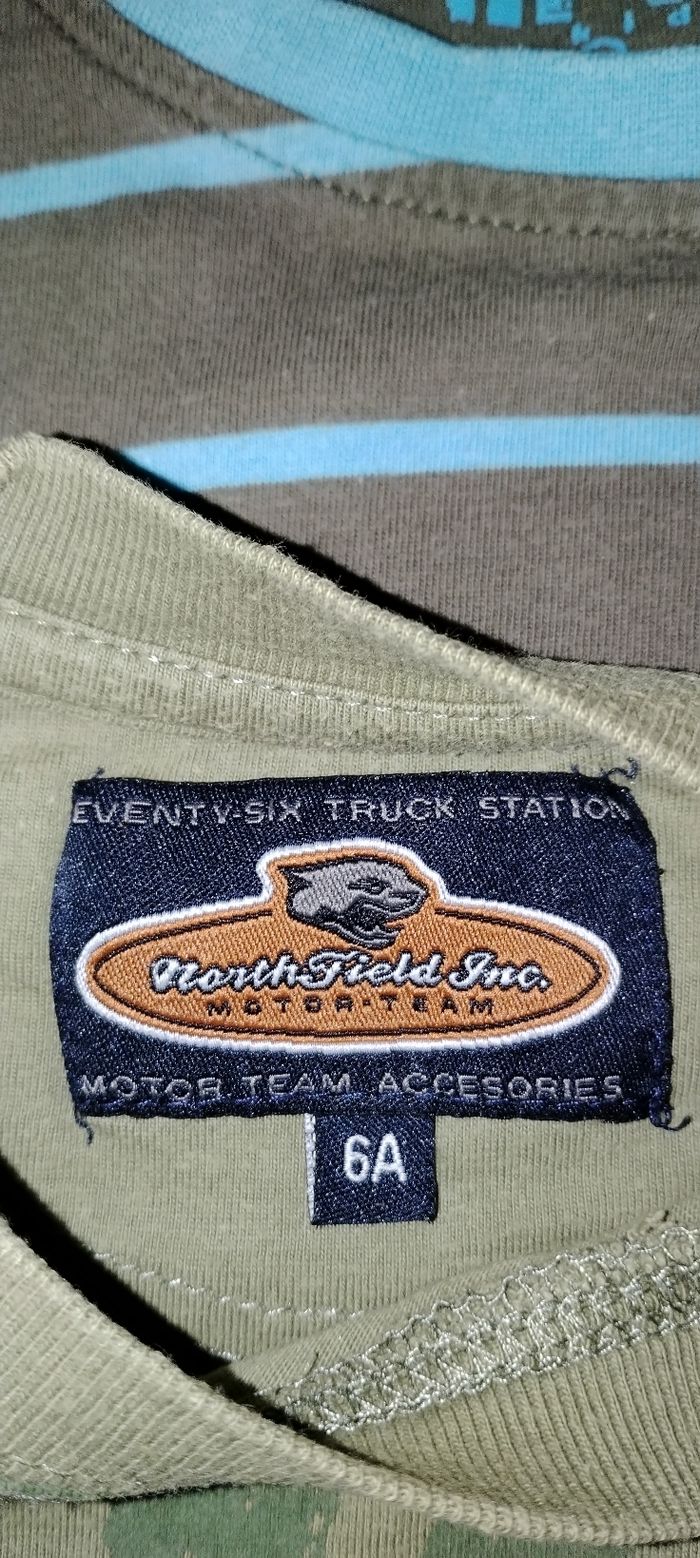 EVENTY-SIX TRUCK STATION
NorthField Inc.
MOTOR·TEAM
MOTOR TEAM ACCESORIES
6A